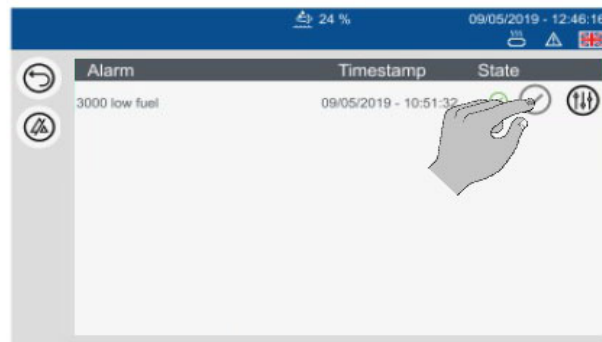 24 %
09/05/2019 - 12:46:16
Alarm
Timestamp
State
3000 low fuel
09/05/2019 - 10:51:32